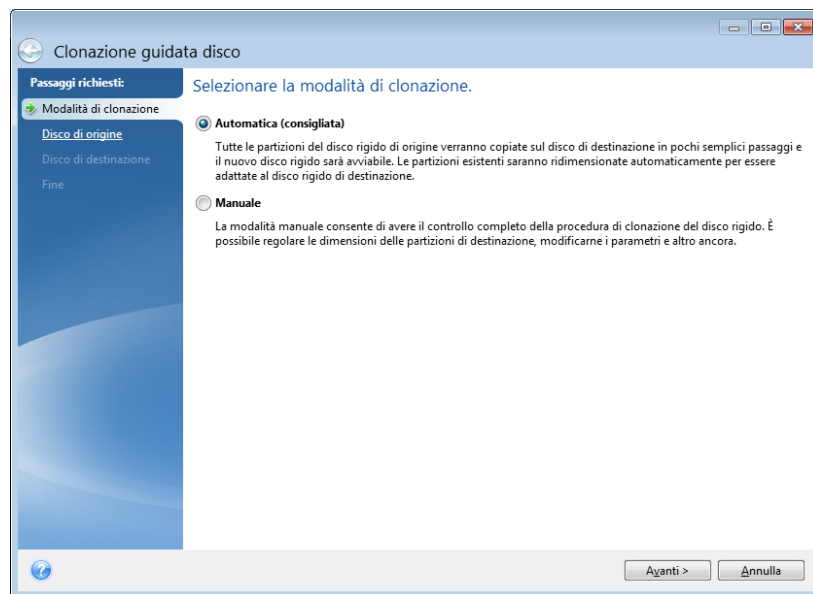 Clonazione guidata disco
Passaggi richiesti:
Modalità di clonazione
Disco di origine
Disco di destinazione
Fine
Selezionare la modalità di clonazione.
Automatica (consigliata)
Tutte le partizioni del disco rigido di origine verranno copiate sul disco di destinazione in pochi semplici passaggi e
il nuovo disco rigido sarà avviabile. Le partizioni esistenti saranno ridimensionate automaticamente per essere
adattate al disco rigido di destinazione.
Manuale
La modalità manuale consente di avere il controllo completo della procedura di clonazione del disco rigido. È
possibile regolare le dimensioni delle partizioni di destinazione, modificarne i parametri e altro ancora.
Avanti >
Annulla